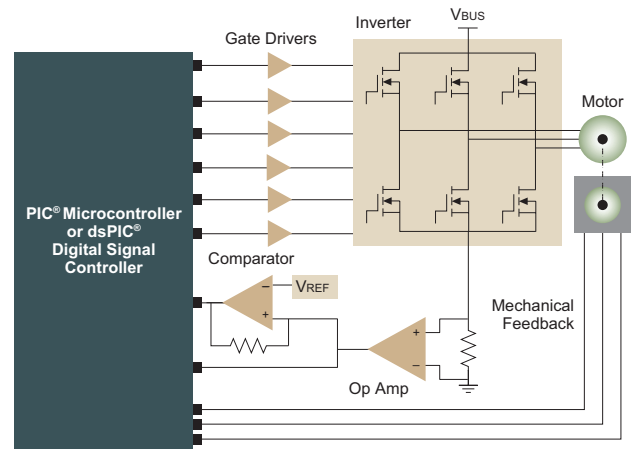 VBUS
Inverter
Gate Drivers
Motor
PIC® Microcontroller
or dsPIC®
Digital Signal
Controller
Comparator
VREF
−
+
Mechanical
Feedback
+
−
Op Amp